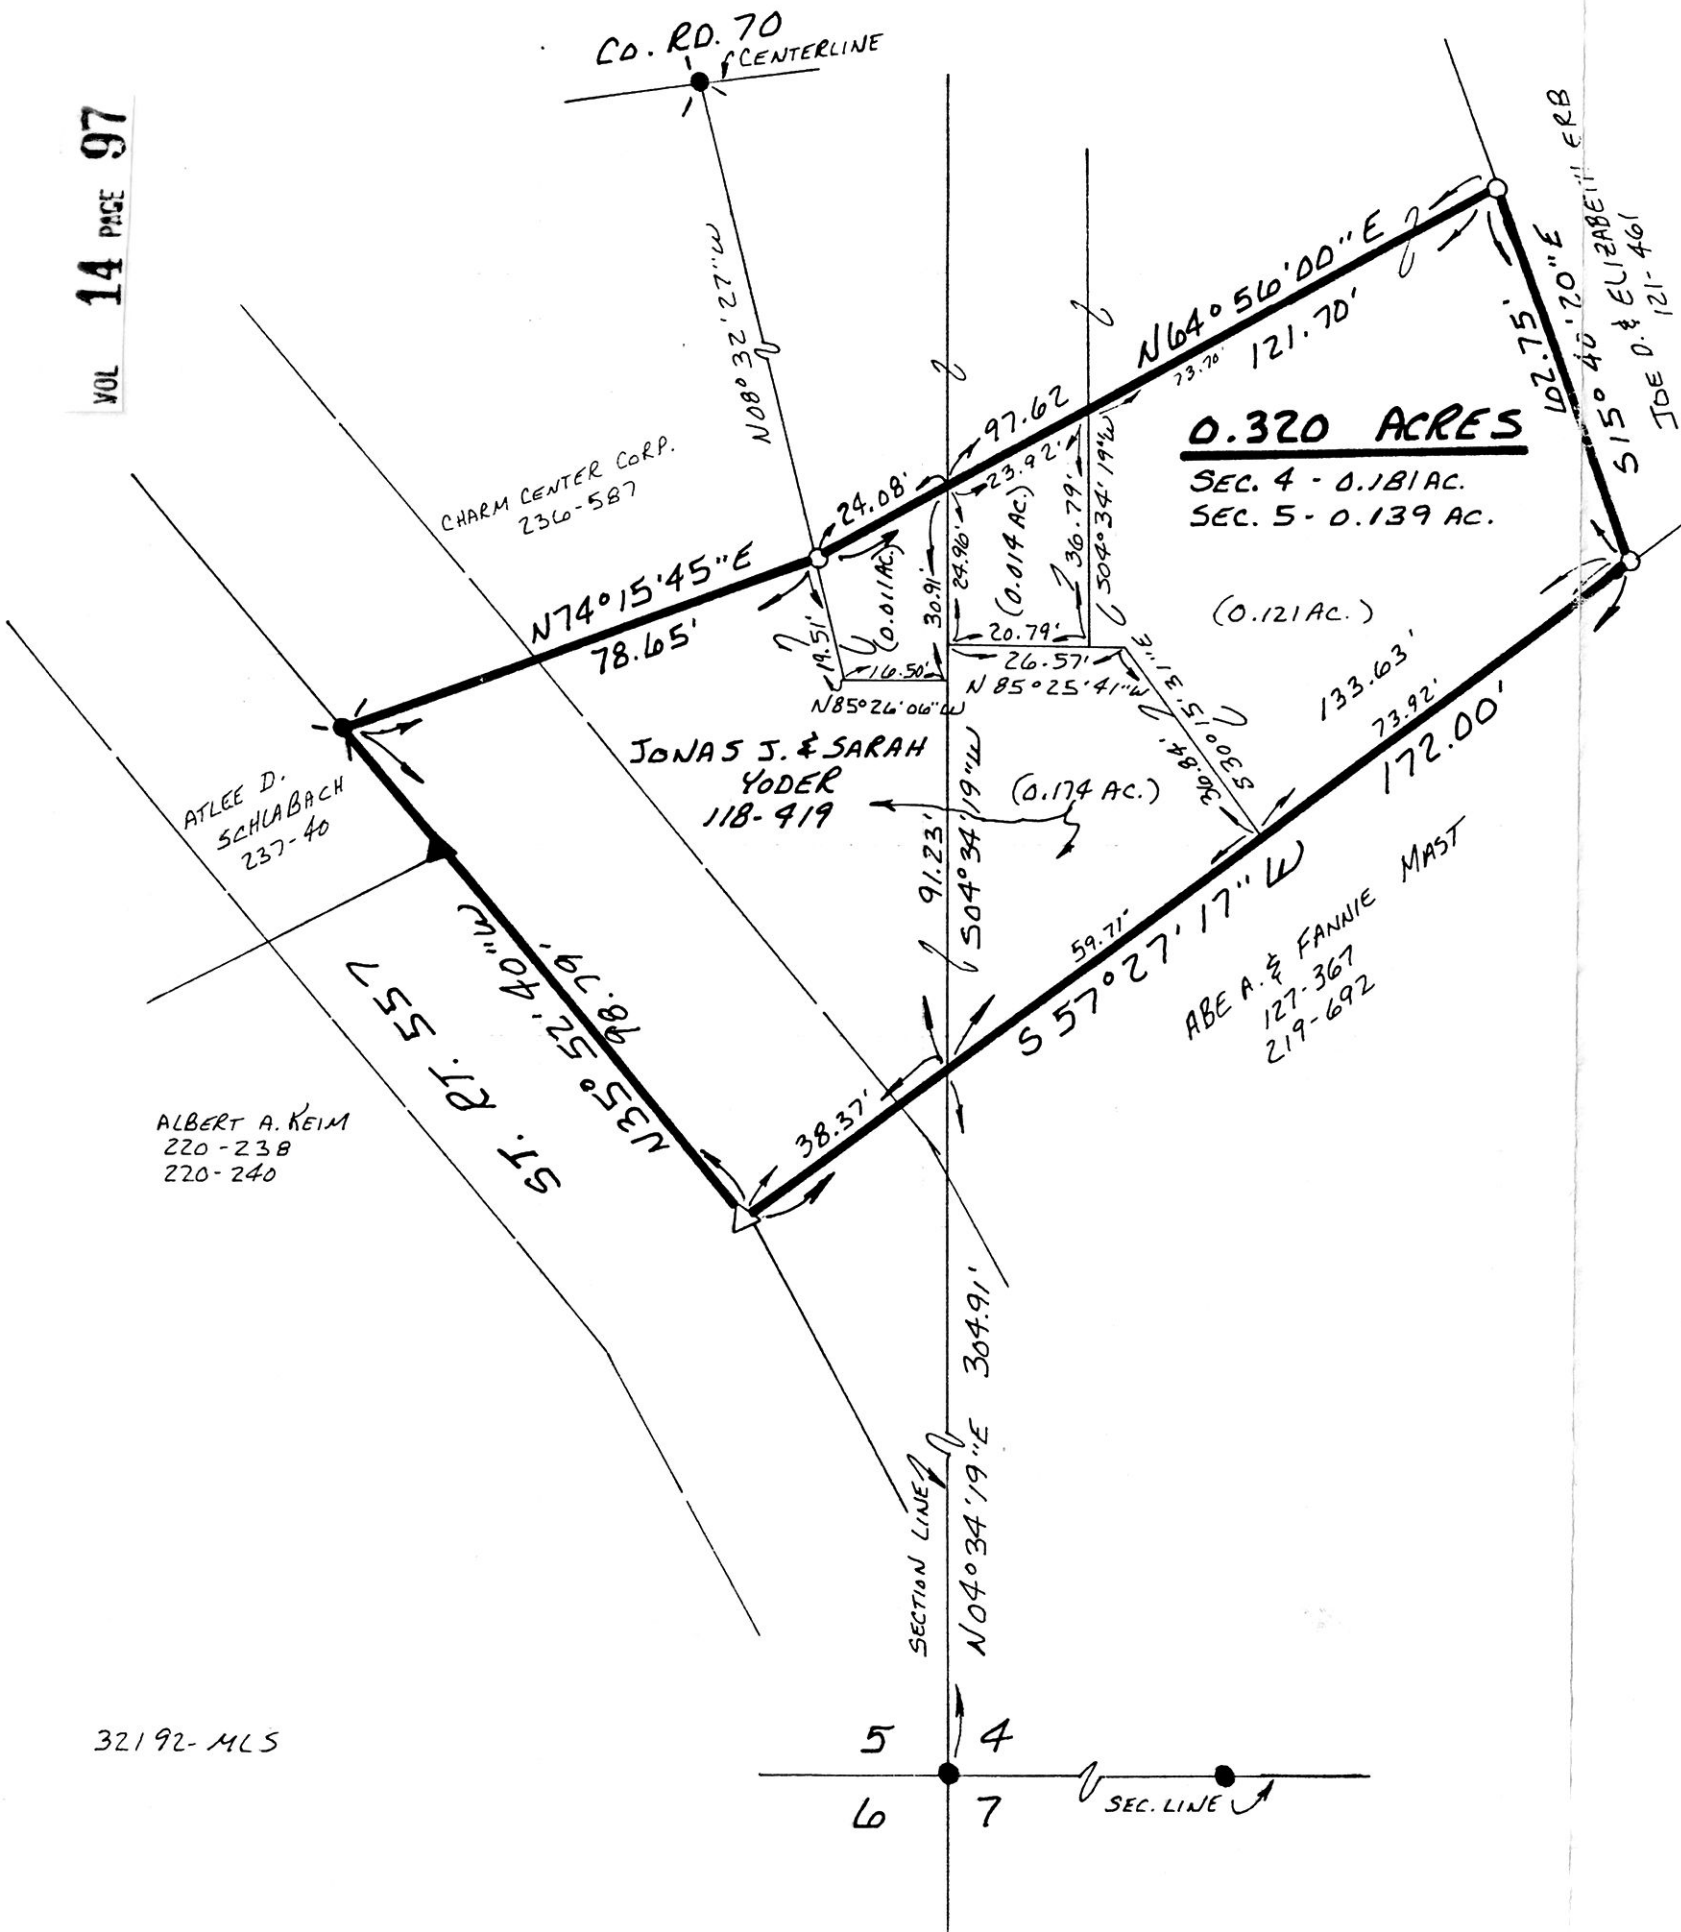 VOL 14 PAGE 97
CO. RD. 70
CENTERLINE
N08°32'27"W
CHARM CENTER CORP.
236-587
N74°15'45"E
78.65'
24.08'
97.62
23.92'
N64°56'00"E
121.70'
73.70'
62.75'
S15°40'20"E
JOE D. & ELIZABETH ERB
121-461
0.320 ACRES
SEC. 4 - 0.181 AC.
SEC. 5 - 0.139 AC.
19.51'
(0.011 AC.)
30.91'
24.96'
(0.014 AC.)
36.79'
S04°34'19"W
16.50'
N85°26'06"W
20.79'
26.57'
N85°25'41"W
S30°15'31"E
36.84'
(0.121 AC.)
133.63'
73.92'
172.00'
JONAS J. & SARAH
YODER
118-419
(0.174 AC.)
91.23'
S04°34'19"W
59.71'
S57°27'17"W
ABE A. & FANNIE MAST
127-367
219-692
ATLEE D.
SCHLABACH
237-40
N35°52'40"W
98.79'
ST. RT. 557
38.37'
ALBERT A. KEIM
220-238
220-240
SECTION LINE
N04°34'19"E 304.91'
32192-MLS
5 4
6 7
SEC. LINE